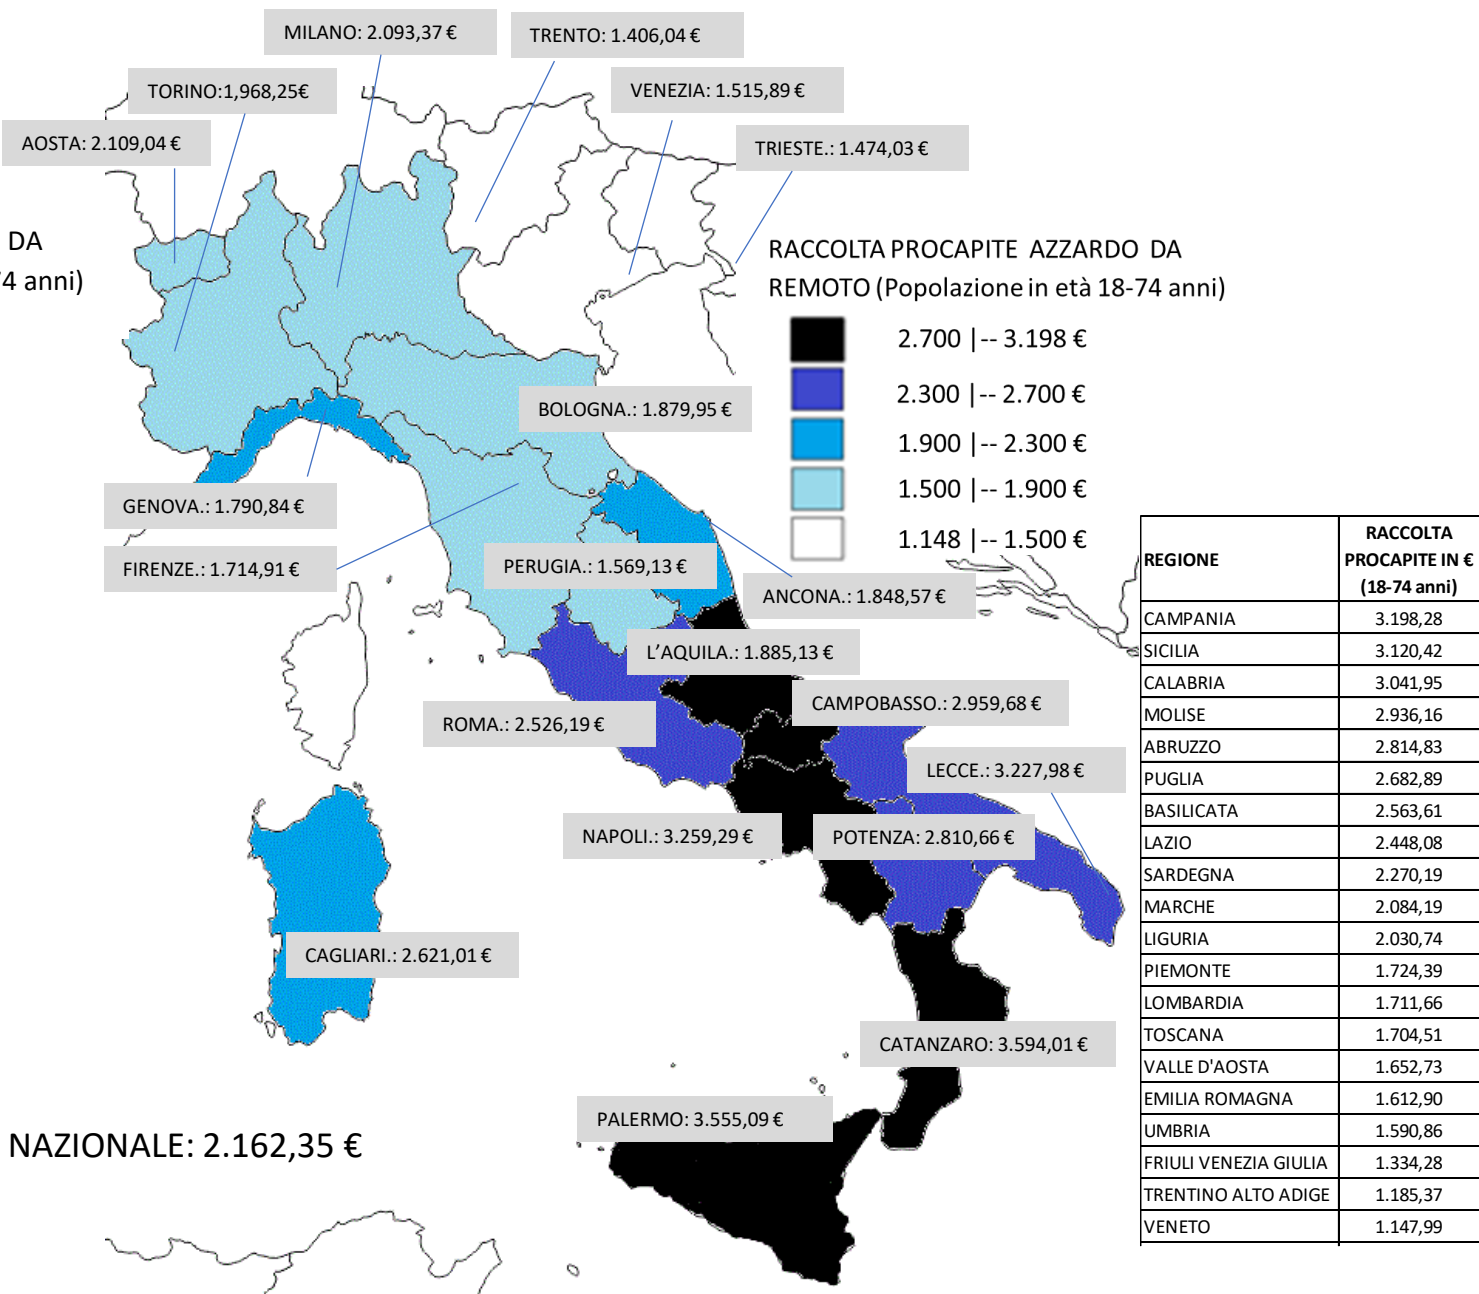 MILANO: 2.093,37 €
TRENTO: 1.406,04 €
TORINO:1,968,25€
VENEZIA: 1.515,89 €
AOSTA: 2.109,04 €
TRIESTE.: 1.474,03 €
DA
74 anni)
RACCOLTA PROCAPITE AZZARDO DA
REMOTO (Popolazione in età 18-74 anni)
2.700 |-- 3.198 €
2.300 |-- 2.700 €
1.900 |-- 2.300 €
1.500 |-- 1.900 €
1.148 |-- 1.500 €
BOLOGNA.: 1.879,95 €
GENOVA.: 1.790,84 €
FIRENZE.: 1.714,91 €
PERUGIA.: 1.569,13 €
ANCONA.: 1.848,57 €
L’AQUILA.: 1.885,13 €
CAMPOBASSO.: 2.959,68 €
ROMA.: 2.526,19 €
LECCE.: 3.227,98 €
NAPOLI.: 3.259,29 €
POTENZA: 2.810,66 €
CAGLIARI.: 2.621,01 €
CATANZARO: 3.594,01 €
PALERMO: 3.555,09 €
NAZIONALE: 2.162,35 €
REGIONE RACCOLTA PROCAPITE IN € (18-74 anni)
CAMPANIA 3.198,28
SICILIA 3.120,42
CALABRIA 3.041,95
MOLISE 2.936,16
ABRUZZO 2.814,83
PUGLIA 2.682,89
BASILICATA 2.563,61
LAZIO 2.448,08
SARDEGNA 2.270,19
MARCHE 2.084,19
LIGURIA 2.030,74
PIEMONTE 1.724,39
LOMBARDIA 1.711,66
TOSCANA 1.704,51
VALLE D'AOSTA 1.652,73
EMILIA ROMAGNA 1.612,90
UMBRIA 1.590,86
FRIULI VENEZIA GIULIA 1.334,28
TRENTINO ALTO ADIGE 1.185,37
VENETO 1.147,99